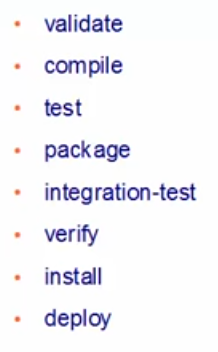 validate
compile
test
package
integration-test
verify
install
deploy